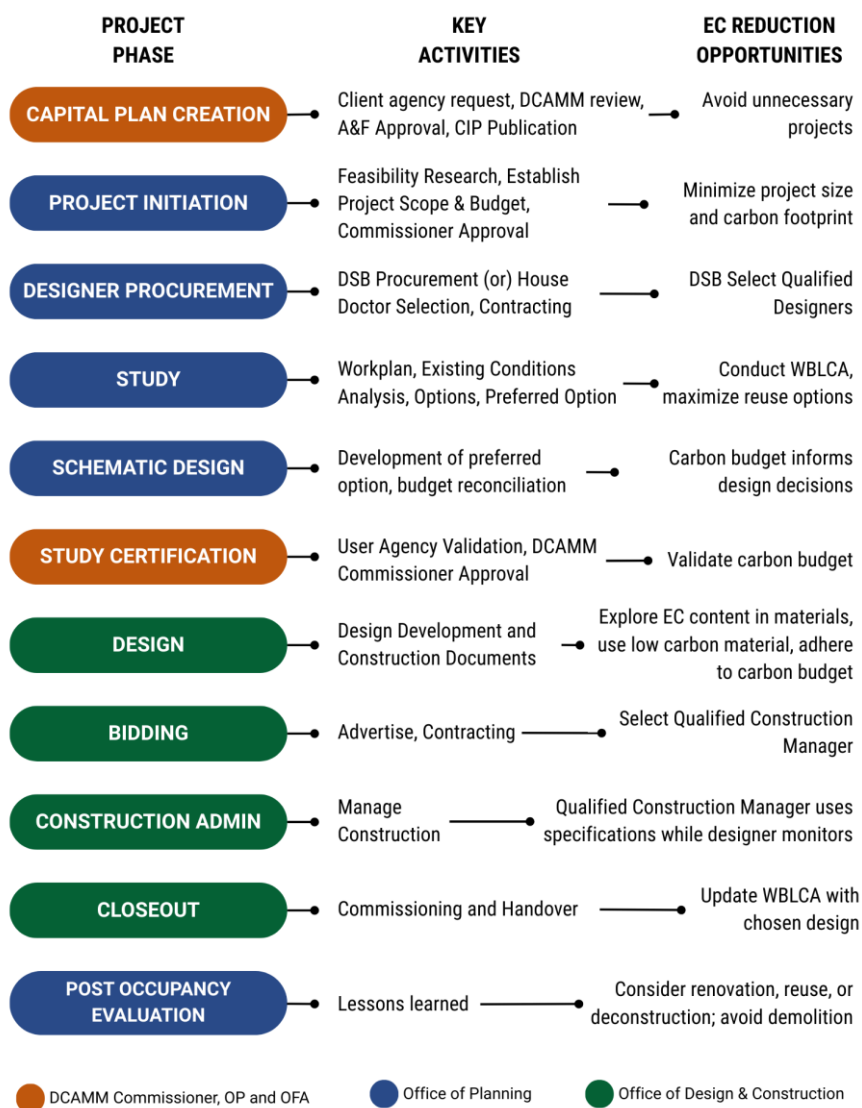 PROJECT
PHASE
KEY
ACTIVITIES
EC REDUCTION
OPPORTUNITIES
CAPITAL PLAN CREATION
Client agency request, DCAMM review,
A&F Approval, CIP Publication
Avoid unnecessary
projects
PROJECT INITIATION
Feasibility Research, Establish
Project Scope & Budget,
Commissioner Approval
Minimize project size
and carbon footprint
DESIGNER PROCUREMENT
DSB Procurement (or) House
Doctor Selection, Contracting
DSB Select Qualified
Designers
STUDY
Workplan, Existing Conditions
Analysis, Options, Preferred Option
Conduct WBLCA,
maximize reuse options
SCHEMATIC DESIGN
Development of preferred
option, budget reconciliation
Carbon budget informs
design decisions
STUDY CERTIFICATION
User Agency Validation, DCAMM
Commissioner Approval
Validate carbon budget
DESIGN
Design Development and
Construction Documents
Explore EC content in materials,
use low carbon material, adhere
to carbon budget
BIDDING
Advertise, Contracting
Select Qualified Construction
Manager
CONSTRUCTION ADMIN
Manage
Construction
Qualified Construction Manager uses
specifications while designer monitors
CLOSEOUT
Commissioning and Handover
Update WBLCA with
chosen design
POST OCCUPANCY
EVALUATION
Lessons learned
Consider renovation, reuse, or
deconstruction; avoid demolition
DCAMM Commissioner, OP and OFA
Office of Planning
Office of Design & Construction